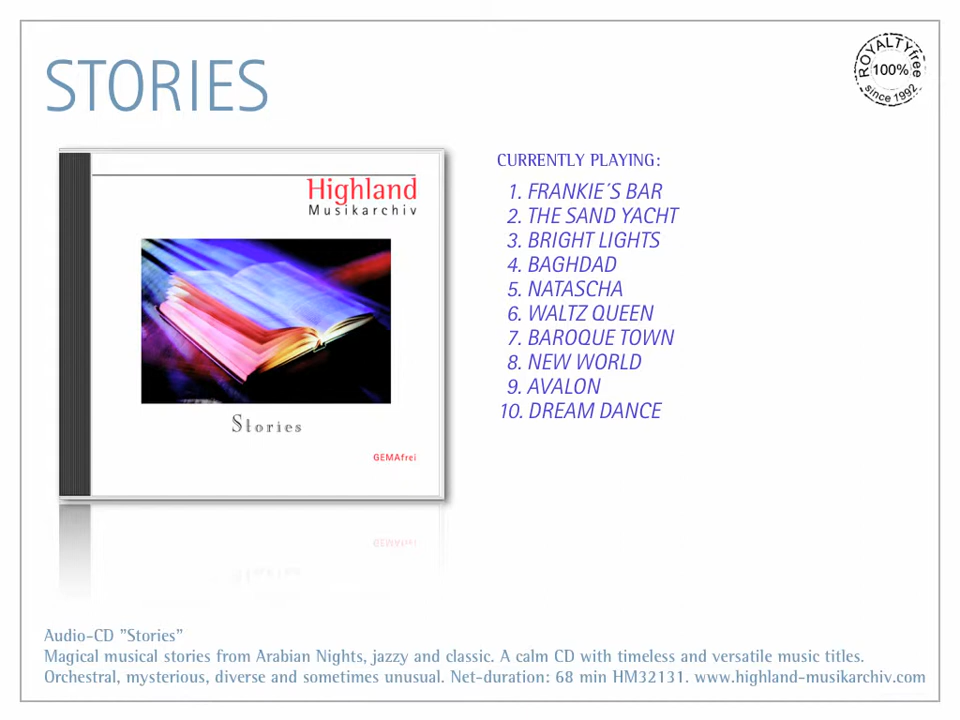 STORIES
ROYALTYfree
100%
since 1992
Highland
Musikarchiv
Stories
GEMAfrei
CURRENTLY PLAYING:
1. FRANKIE´S BAR
2. THE SAND YACHT
3. BRIGHT LIGHTS
4. BAGHDAD
5. NATASCHA
6. WALTZ QUEEN
7. BAROQUE TOWN
8. NEW WORLD
9. AVALON
10. DREAM DANCE
Audio-CD "Stories"
Magical musical stories from Arabian Nights, jazzy and classic. A calm CD with timeless and versatile music titles.
Orchestral, mysterious, diverse and sometimes unusual. Net-duration: 68 min HM32131. www.highland-musikarchiv.com